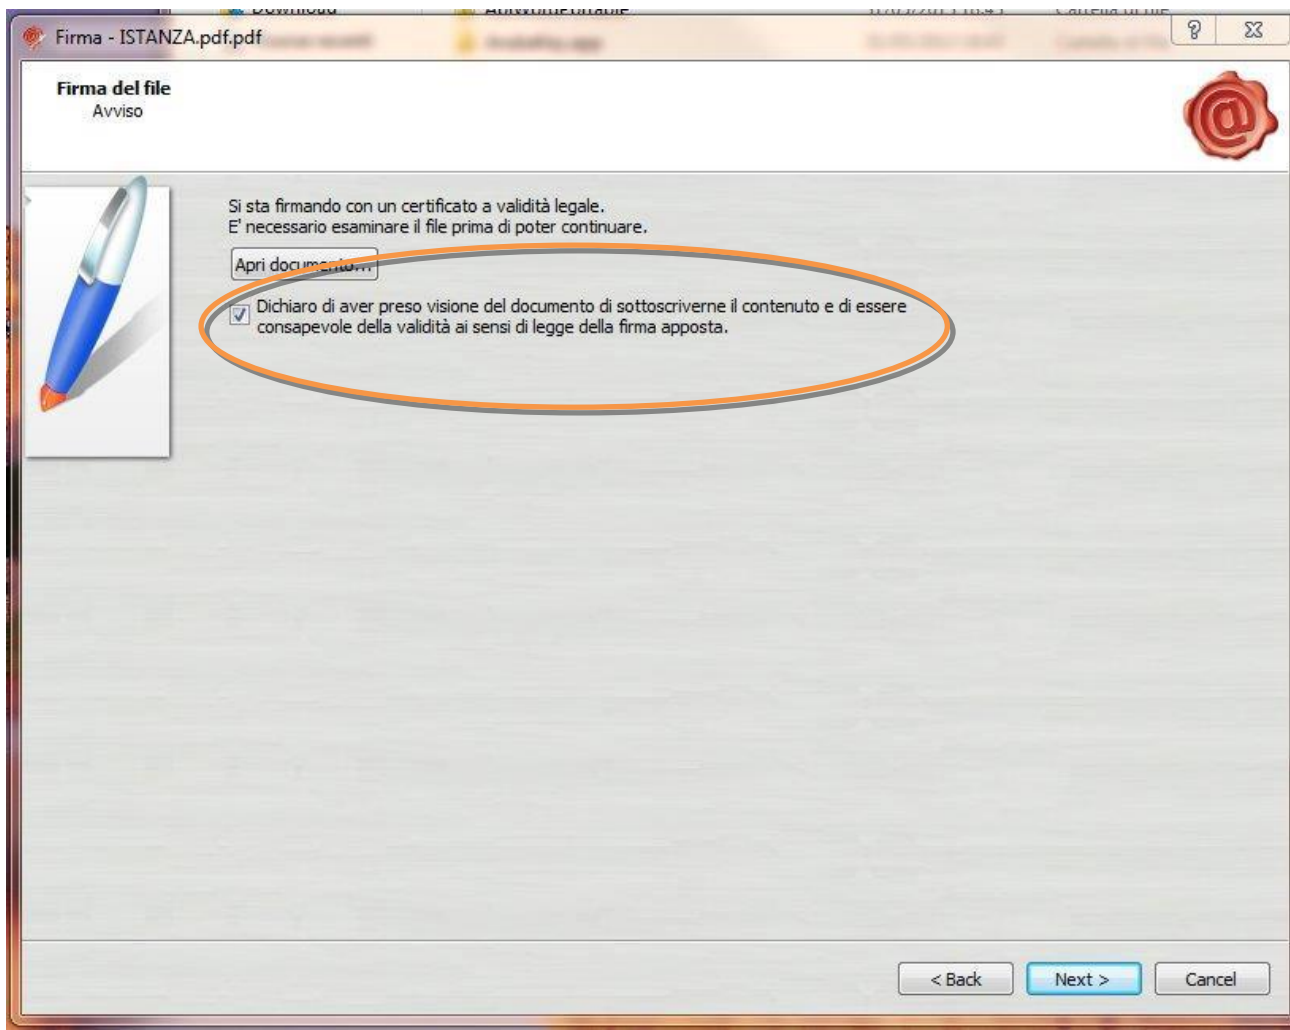 Download
Firma - ISTANZA.pdf.pdf
Firma del file
Avviso
@
Si sta firmando con un certificato a validità legale.
E' necessario esaminare il file prima di poter continuare.
Apri documento...
Dichiaro di aver preso visione del documento di sottoscriverne il contenuto e di essere
consapevole della validità ai sensi di legge della firma apposta.
< Back Next > Cancel